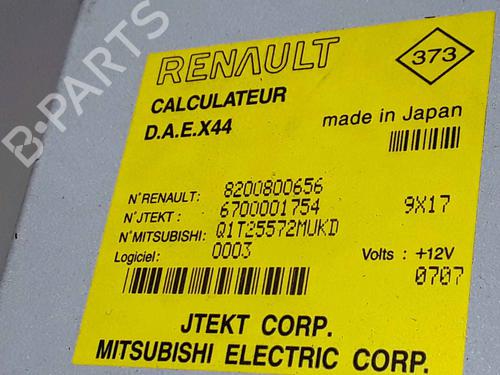 B-PARTS
RENAULT
373
CALCULATEUR
D.A.E.X44
made in Japan
N°RENAULT: 8200800656
N°JTEKT : 6700001754 9X17
N°MITSUBISHI: Q1T25572MUKD
Logiciel: 0003 Volts : +12V
0707
JTEKT CORP.
MITSUBISHI ELECTRIC CORP.